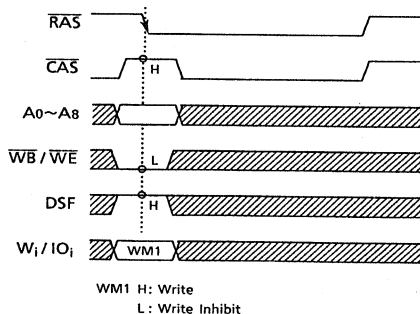 RAS
CAS
H
A0~A8
WB / WE
L
DSF
H
Wi / IOi
WM1
WM1 H: Write
L : Write Inhibit